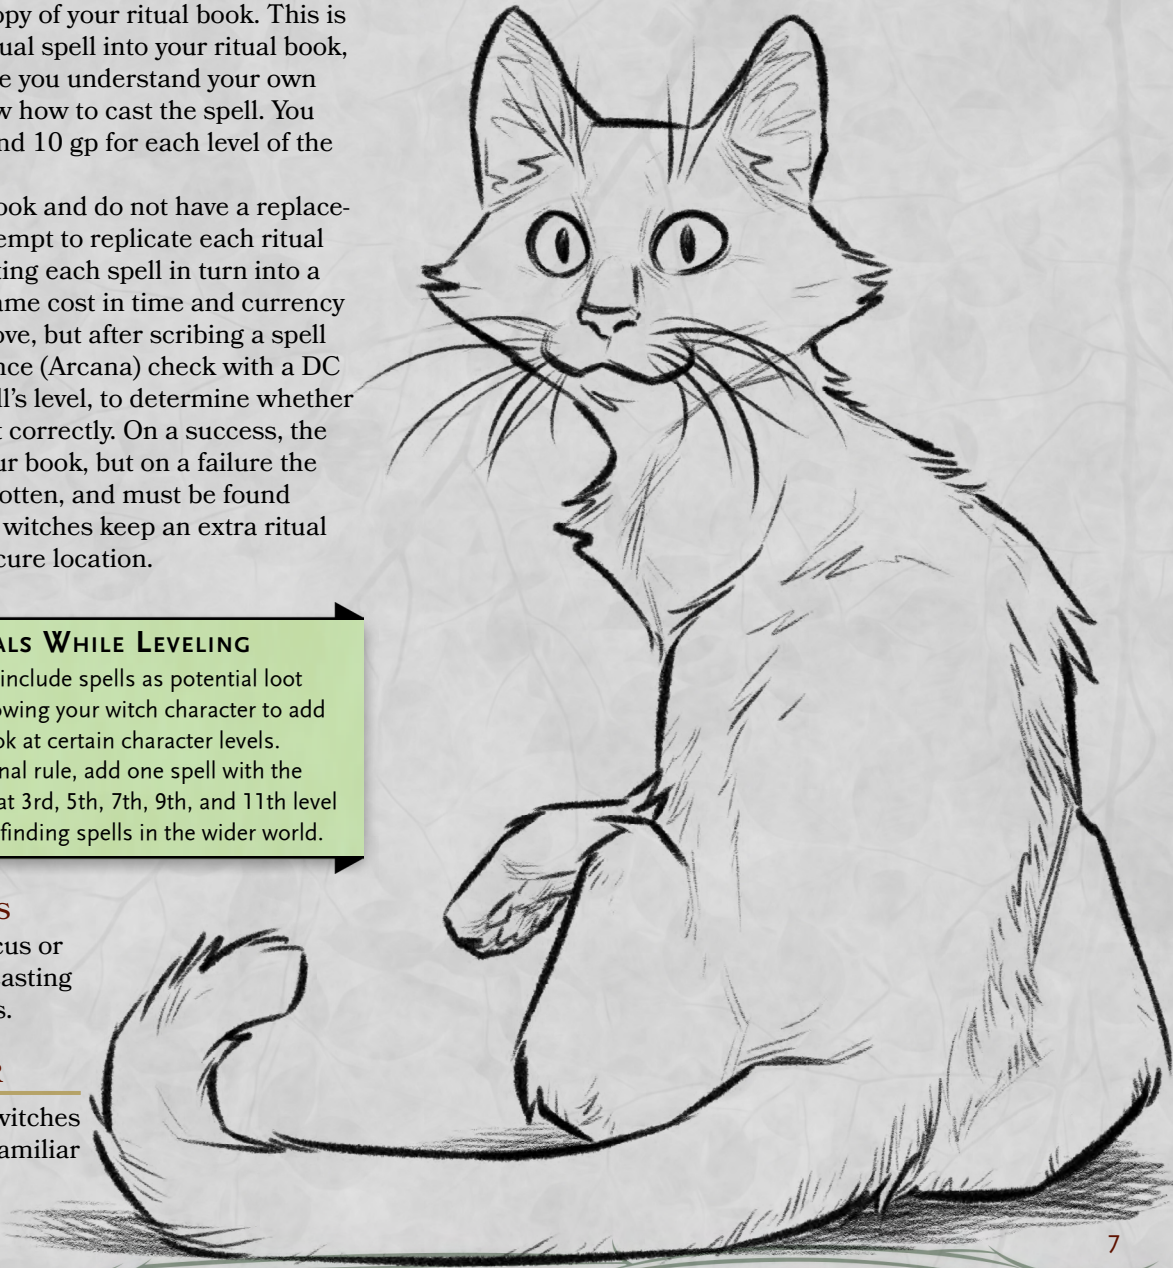 opy of your ritual book. This is
ual spell into your ritual book,
e you understand your own
w how to cast the spell. You
nd 10 gp for each level of the
ook and do not have a replace-
empt to replicate each ritual
ting each spell in turn into a
ame cost in time and currency
ove, but after scribing a spell
nce (Arcana) check with a DC
ll’s level, to determine whether
t correctly. On a success, the
ur book, but on a failure the
otten, and must be found
witches keep an extra ritual
cure location.
als While Leveling
include spells as potential loot
owing your witch character to add
ok at certain character levels.
nal rule, add one spell with the
at 3rd, 5th, 7th, 9th, and 11th level
finding spells in the wider world.
s
cus or
casting
s.
r
witches
amiliar
7